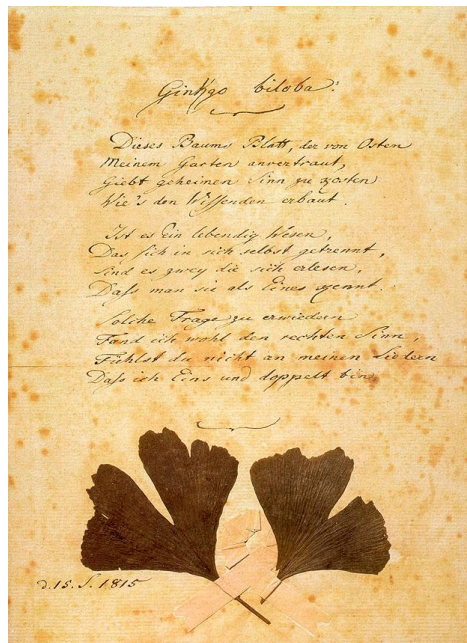 Ginkgo biloba.
Dieses Baums Blatt, der von Osten
Meinem Garten anvertraut,
Giebt geheimen Sinn zu kosten
Wie's den Wissenden erbaut.
Ist es Ein lebendig Wesen,
Das sich in sich selbst getrennt,
Sind es zwey die sich erlesen,
Dass man sie als Eines kennt.
Solche Frage zu erwiedern
Fand ich wohl den rechten Sinn,
Fühlst du nicht an meinen Liedern
Dass ich Eins und doppelt bin
d. 15. S. 1815